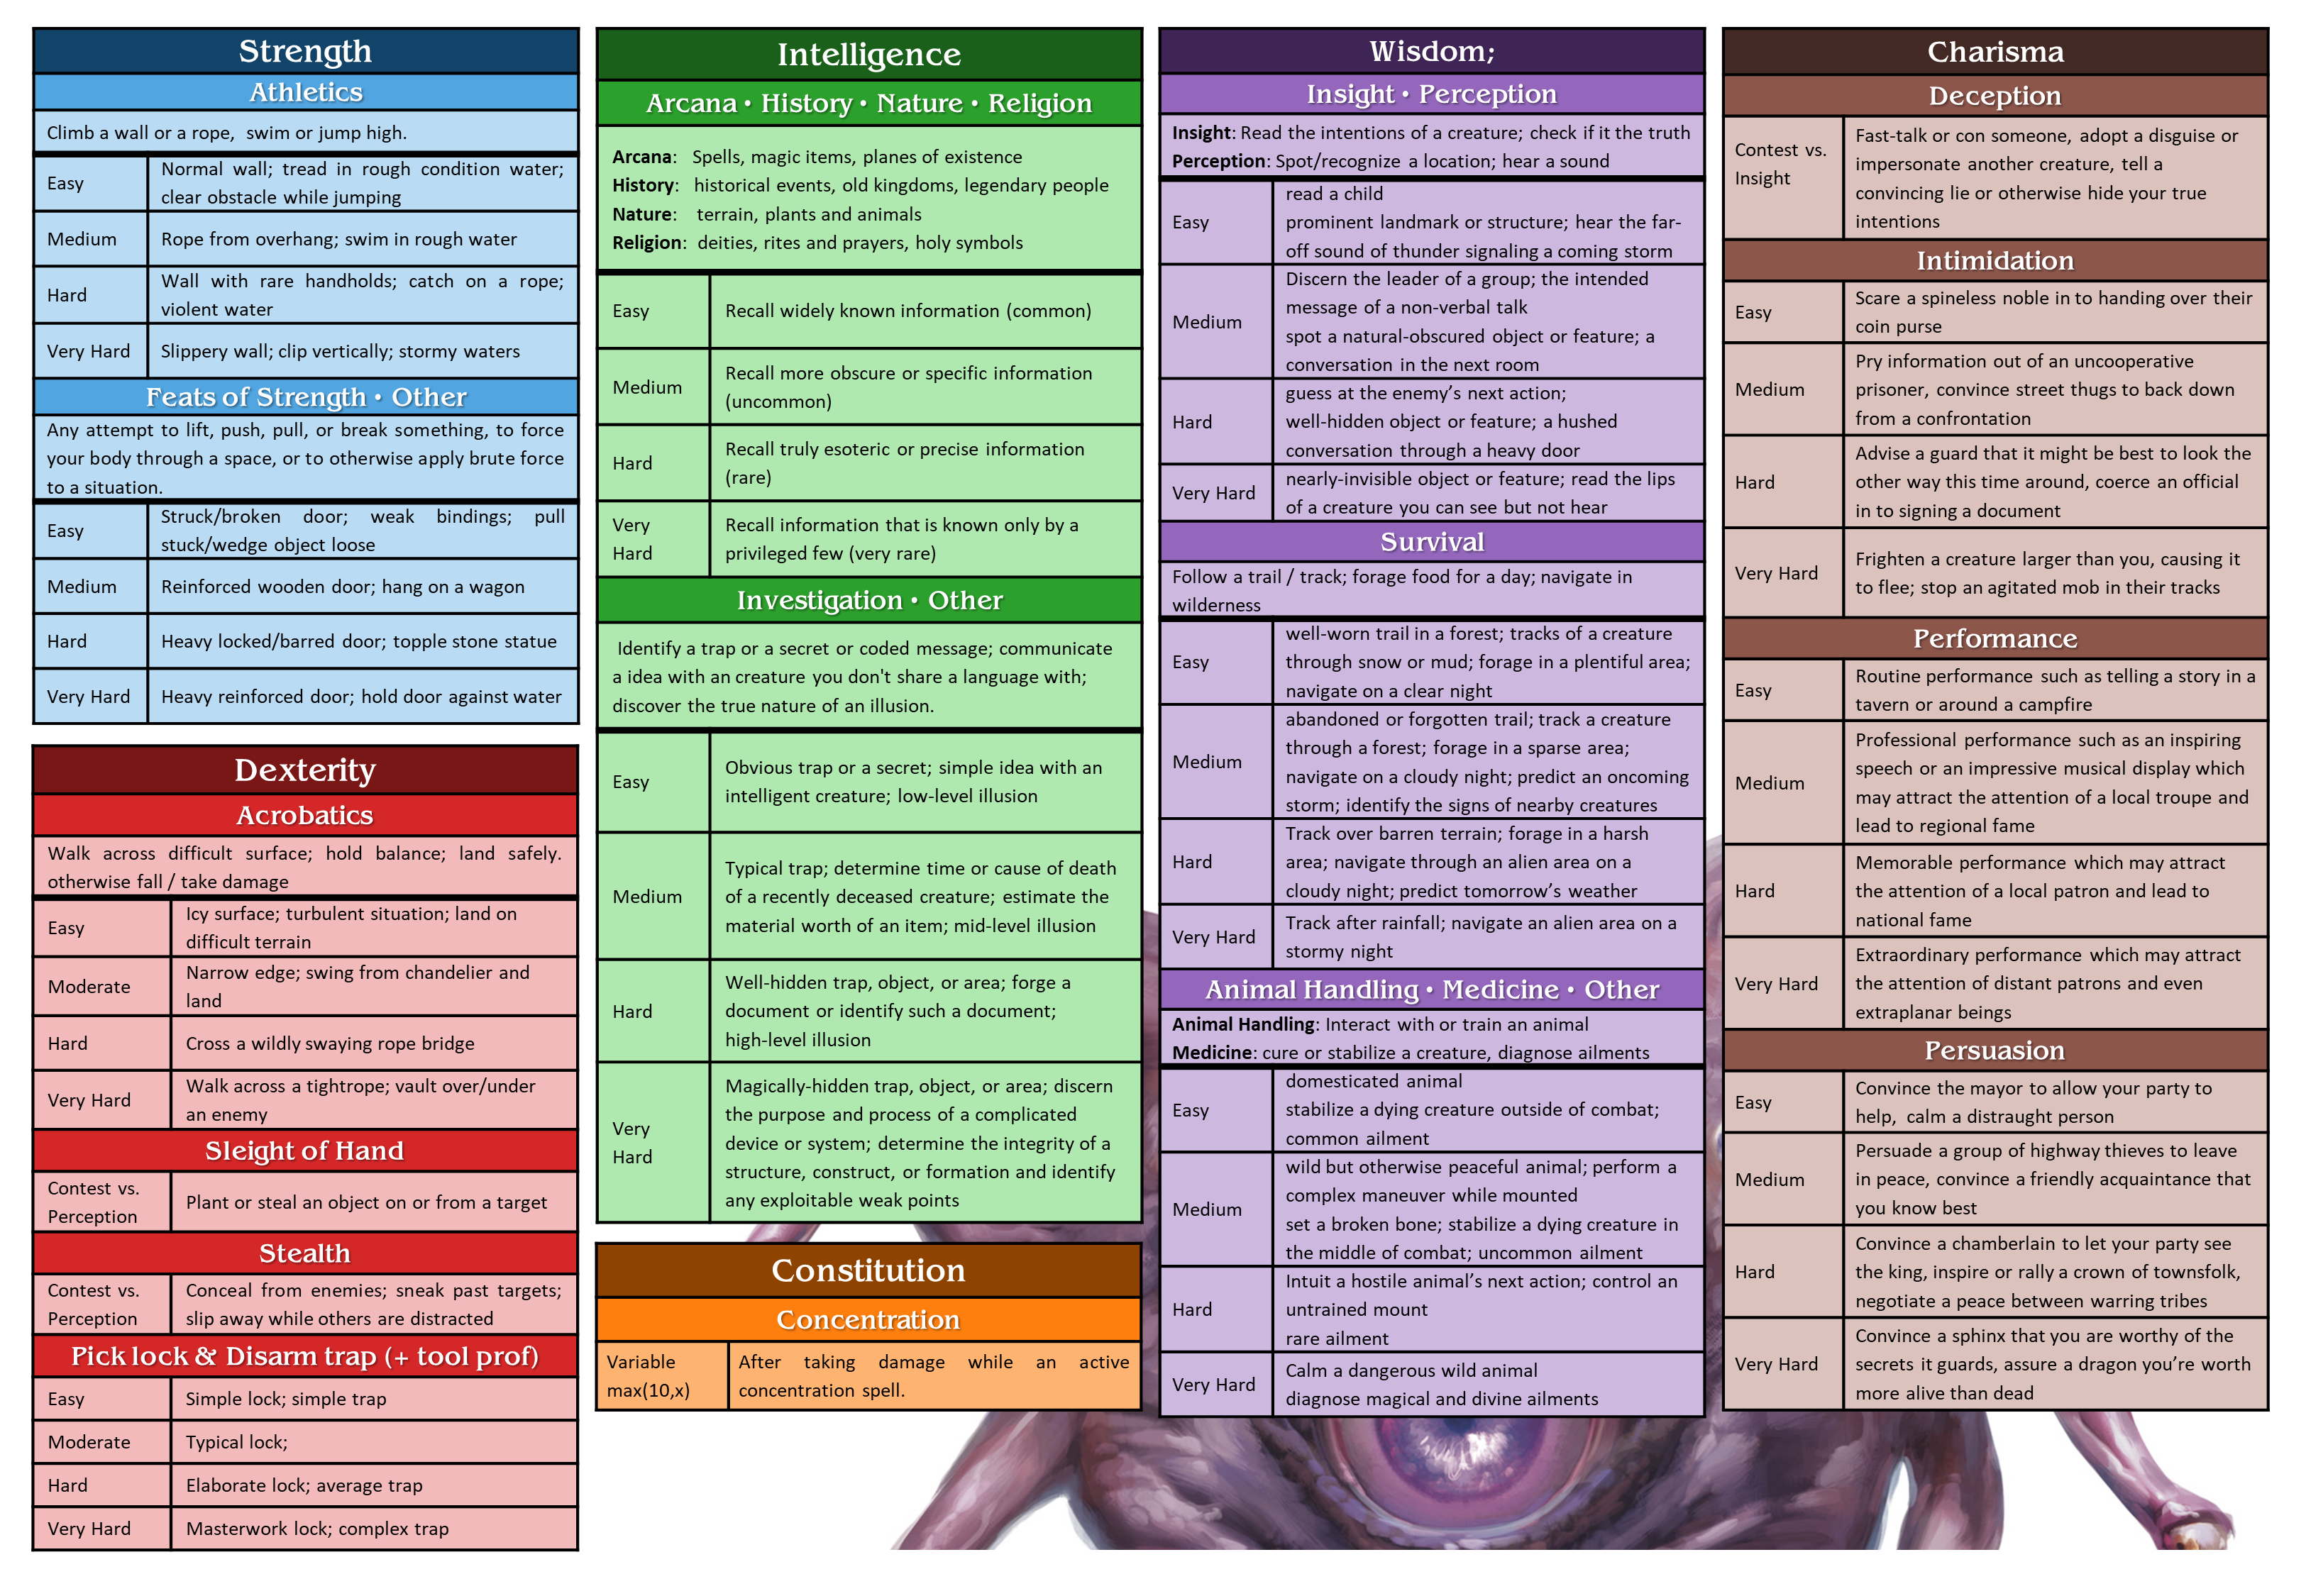 Strength
Athletics
Climb a wall or a rope, swim or jump high.
Easy
Normal wall; tread in rough condition water;
clear obstacle while jumping
Medium
Rope from overhang; swim in rough water
Hard
Wall with rare handholds; catch on a rope;
violent water
Very Hard
Slippery wall; clip vertically; stormy waters
Feats of Strength • Other
Any attempt to lift, push, pull, or break something, to force
your body through a space, or to otherwise apply brute force
to a situation.
Easy
Struck/broken door; weak bindings; pull
stuck/wedge object loose
Medium
Reinforced wooden door; hang on a wagon
Hard
Heavy locked/barred door; topple stone statue
Very Hard
Heavy reinforced door; hold door against water
Dexterity
Acrobatics
Walk across difficult surface; hold balance; land safely.
otherwise fall / take damage
Easy
Icy surface; turbulent situation; land on
difficult terrain
Moderate
Narrow edge; swing from chandelier and
land
Hard
Cross a wildly swaying rope bridge
Very Hard
Walk across a tightrope; vault over/under
an enemy
Sleight of Hand
Contest vs.
Perception
Plant or steal an object on or from a target
Stealth
Contest vs.
Perception
Conceal from enemies; sneak past targets;
slip away while others are distracted
Pick lock & Disarm trap (+ tool prof)
Easy
Simple lock; simple trap
Moderate
Typical lock;
Hard
Elaborate lock; average trap
Very Hard
Masterwork lock; complex trap
Intelligence
Arcana • History • Nature • Religion
Arcana: Spells, magic items, planes of existence
History: historical events, old kingdoms, legendary people
Nature: terrain, plants and animals
Religion: deities, rites and prayers, holy symbols
Easy
Recall widely known information (common)
Medium
Recall more obscure or specific information
(uncommon)
Hard
Recall truly esoteric or precise information
(rare)
Very
Hard
Recall information that is known only by a
privileged few (very rare)
Investigation • Other
Identify a trap or a secret or coded message; communicate
a idea with an creature you don't share a language with;
discover the true nature of an illusion.
Easy
Obvious trap or a secret; simple idea with an
intelligent creature; low-level illusion
Medium
Typical trap; determine time or cause of death
of a recently deceased creature; estimate the
material worth of an item; mid-level illusion
Hard
Well-hidden trap, object, or area; forge a
document or identify such a document;
high-level illusion
Very
Hard
Magically-hidden trap, object, or area; discern
the purpose and process of a complicated
device or system; determine the integrity of a
structure, construct, or formation and identify
any exploitable weak points
Constitution
Concentration
Variable
max(10,x)
After taking damage while an active
concentration spell.
Wisdom;
Insight • Perception
Insight: Read the intentions of a creature; check if it the truth
Perception: Spot/recognize a location; hear a sound
Easy
read a child
prominent landmark or structure; hear the far-
off sound of thunder signaling a coming storm
Medium
Discern the leader of a group; the intended
message of a non-verbal talk
spot a natural-obscured object or feature; a
conversation in the next room
Hard
guess at the enemy's next action;
well-hidden object or feature; a hushed
conversation through a heavy door
Very Hard
nearly-invisible object or feature; read the lips
of a creature you can see but not hear
Survival
Follow a trail / track; forage food for a day; navigate in
wilderness
Easy
well-worn trail in a forest; tracks of a creature
through snow or mud; forage in a plentiful area;
navigate on a clear night
Medium
abandoned or forgotten trail; track a creature
through a forest; forage in a sparse area;
navigate on a cloudy night; predict an oncoming
storm; identify the signs of nearby creatures
Hard
Track over barren terrain; forage in a harsh
area; navigate through an alien area on a
cloudy night; predict tomorrow's weather
Very Hard
Track after rainfall; navigate an alien area on a
stormy night
Animal Handling • Medicine • Other
Animal Handling: Interact with or train an animal
Medicine: cure or stabilize a creature, diagnose ailments
Easy
domesticated animal
stabilize a dying creature outside of combat;
common ailment
Medium
wild but otherwise peaceful animal; perform a
complex maneuver while mounted
set a broken bone; stabilize a dying creature in
the middle of combat; uncommon ailment
Hard
Intuit a hostile animal's next action; control an
untrained mount
rare ailment
Very Hard
Calm a dangerous wild animal
diagnose magical and divine ailments
Charisma
Deception
Contest vs.
Insight
Fast-talk or con someone, adopt a disguise or
impersonate another creature, tell a
convincing lie or otherwise hide your true
intentions
Intimidation
Easy
Scare a spineless noble in to handing over their
coin purse
Medium
Pry information out of an uncooperative
prisoner, convince street thugs to back down
from a confrontation
Hard
Advise a guard that it might be best to look the
other way this time around, coerce an official
in to signing a document
Very Hard
Frighten a creature larger than you, causing it
to flee; stop an agitated mob in their tracks
Performance
Easy
Routine performance such as telling a story in a
tavern or around a campfire
Medium
Professional performance such as an inspiring
speech or an impressive musical display which
may attract the attention of a local troupe and
lead to regional fame
Hard
Memorable performance which may attract
the attention of a local patron and lead to
national fame
Very Hard
Extraordinary performance which may attract
the attention of distant patrons and even
extraplanar beings
Persuasion
Easy
Convince the mayor to allow your party to
help, calm a distraught person
Medium
Persuade a group of highway thieves to leave
in peace, convince a friendly acquaintance that
you know best
Hard
Convince a chamberlain to let your party see
the king, inspire or rally a crown of townsfolk,
negotiate a peace between warring tribes
Very Hard
Convince a sphinx that you are worthy of the
secrets it guards, assure a dragon you're worth
more alive than dead